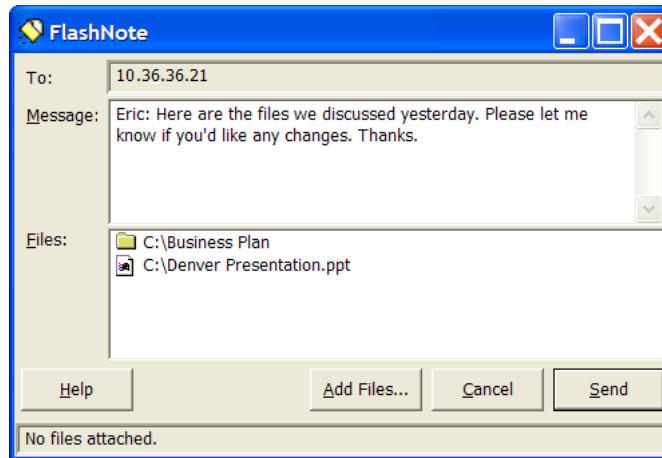 FlashNote
To: 10.36.36.21
Message: Eric: Here are the files we discussed yesterday. Please let me
know if you'd like any changes. Thanks.
Files: C:\Business Plan
C:\Denver Presentation.ppt
Help Add Files... Cancel Send
No files attached.